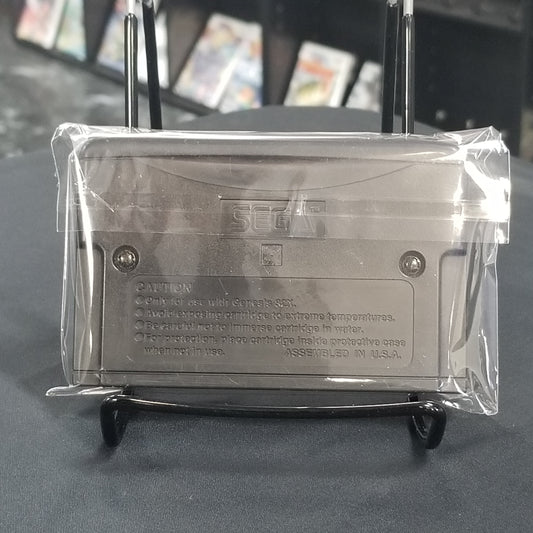 SEGA
CAUTION
Only for use with Genesis 32X.
Avoid exposing cartridge to extreme temperatures.
Be careful not to immerse cartridge in water.
For protection, place cartridge inside protective case
when not in use. ASSEMBLED IN U.S.A.